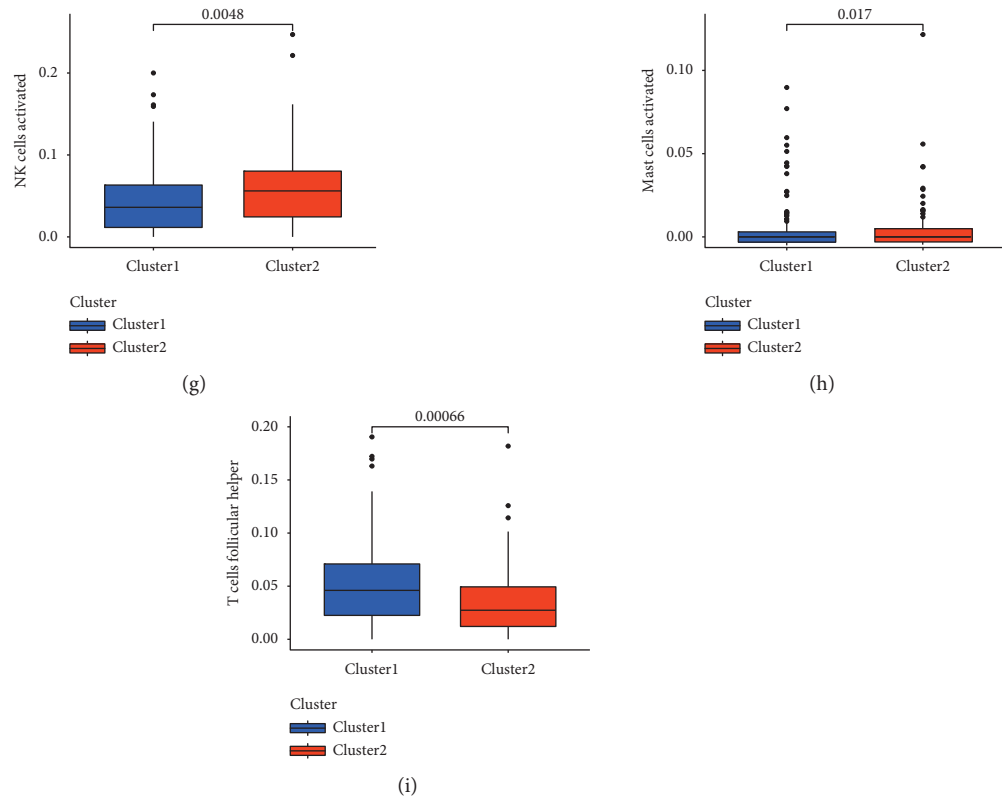 0.0048
NK cells activated
0.2
0.1
0.0
Cluster1 Cluster2
Cluster
Cluster1
Cluster2
(g)
0.017
Mast cells activated
0.10
0.05
0.00
Cluster1 Cluster2
Cluster
Cluster1
Cluster2
(h)
0.00066
T cells follicular helper
0.20
0.15
0.10
0.05
0.00
Cluster1 Cluster2
Cluster
Cluster1
Cluster2
(i)